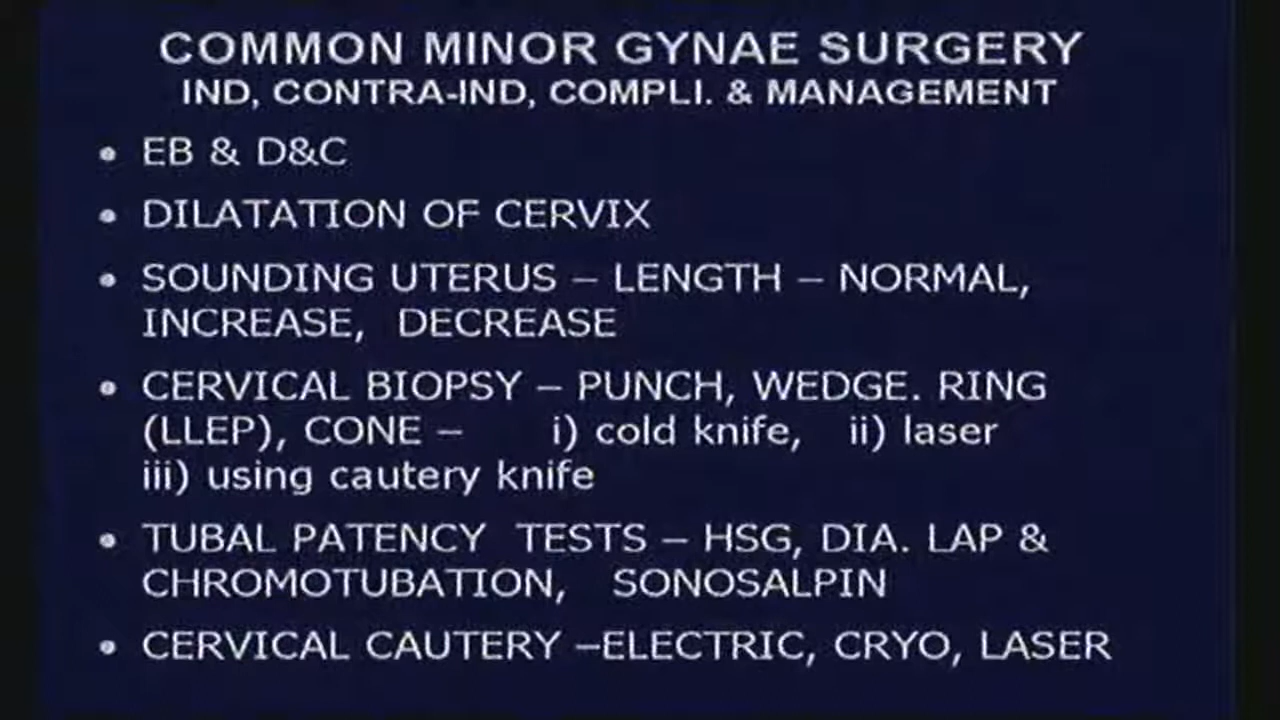 COMMON MINOR GYNAE SURGERY
IND, CONTRA-IND, COMPLI. & MANAGEMENT
• EB & D&C
• DILATATION OF CERVIX
• SOUNDING UTERUS – LENGTH – NORMAL,
INCREASE, DECREASE
• CERVICAL BIOPSY – PUNCH, WEDGE. RING
(LLEP), CONE – i) cold knife, ii) laser
iii) using cautery knife
• TUBAL PATENCY TESTS – HSG, DIA. LAP &
CHROMOTUBATION, SONOSALPIN
• CERVICAL CAUTERY –ELECTRIC, CRYO, LASER